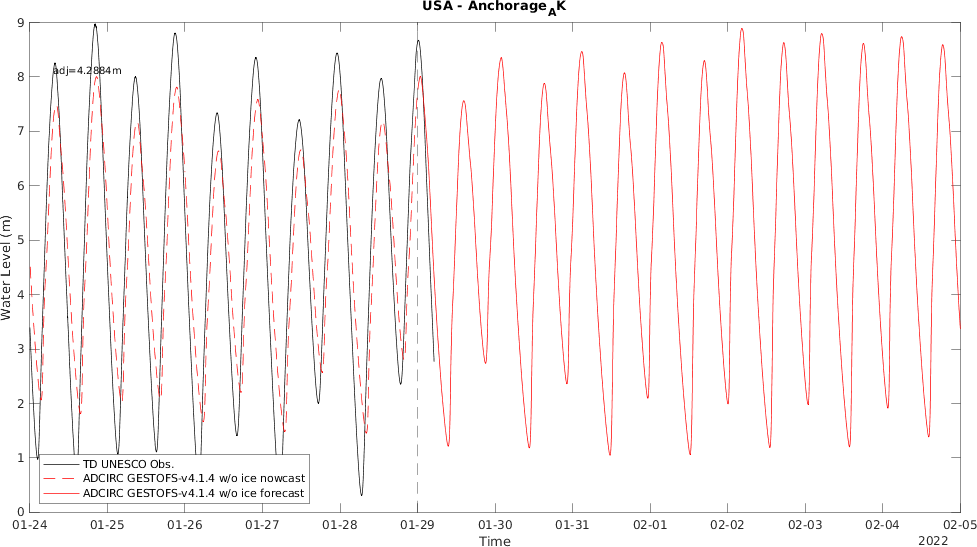 USA - Anchorage_AK
adj=4.2884m
Water Level (m)
9
8
7
6
5
4
3
2
1
0
TD UNESCO Obs.
ADCIRC GESTOFS-v4.1.4 w/o ice nowcast
ADCIRC GESTOFS-v4.1.4 w/o ice forecast
01-24 01-25 01-26 01-27 01-28 01-29 01-30 01-31 02-01 02-02 02-03 02-04 02-05
Time
2022